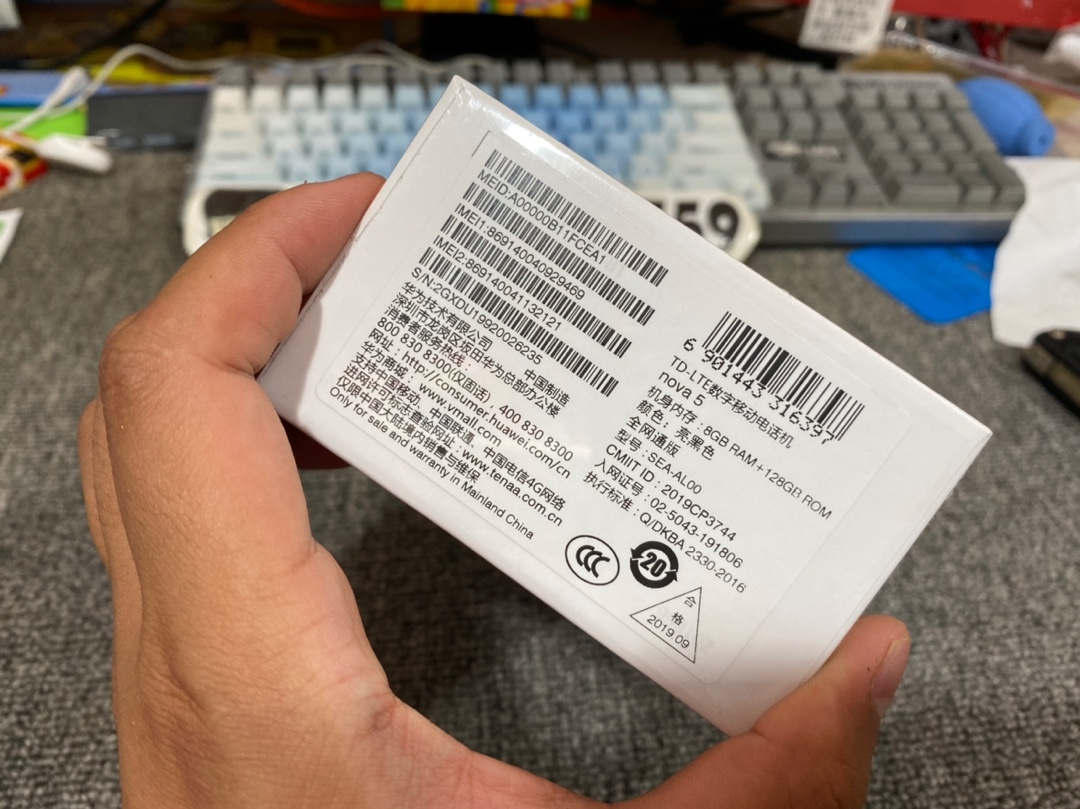 MEID:A00000B11FCEA1
IMEI1:869140040929469
IMEI2:869140041132121
S/N:2GXDU19920026235
华为技术有限公司 中国制造
深圳市龙岗区坂田华为总部办公楼
消费者服务热线：
800 830 8300(仅固话) 400 830 8300
网址：http://consumer.huawei.com/cn
华为商城：www.vmall.com
支持中国移动、中国联通、中国电信4G网络
进网许可标志查验网址：www.tenaa.com.cn
仅限中国大陆境内销售与维保
Only for sale and warranty in Mainland China
6 901443 316397
TD-LTE数字移动电话机
nova 5
机身内存：8GB RAM+128GB ROM
颜色：亮黑色
全网通版
型号：SEA-AL00
CMIIT ID：2019CP3744
入网证号：02-5043-191806
执行标准：Q/DKBA 2330-2016
CCC
20
合
格
2019.09
59